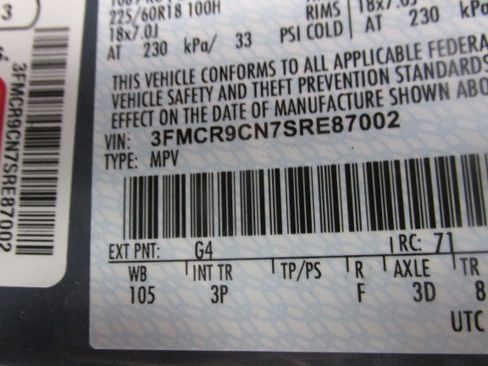 3
3FMCR9CN7SRE87002
225/60R18 100H
18x7.0J
RIMS 18x7.0J
AT 230 kPa/ 33 PSI COLD AT 230 kPa/
THIS VEHICLE CONFORMS TO ALL APPLICABLE FEDERA
VEHICLE SAFETY AND THEFT PREVENTION STANDARDS
EFFECT ON THE DATE OF MANUFACTURE SHOWN ABO
VIN: 3FMCR9CN7SRE87002
TYPE: MPV
EXT PNT: G4 RC: 71
WB INT TR TP/PS R AXLE TR
105 3P F 3D 8
UTC